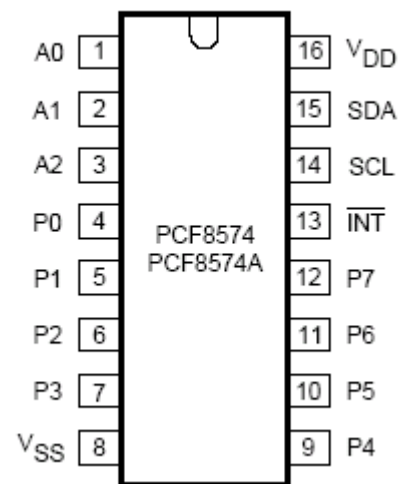 A0 1 16 VDD
A1 2 15 SDA
A2 3 14 SCL
P0 4 13 I̅N̅T̅
PCF8574
PCF8574A
P1 5 12 P7
P2 6 11 P6
P3 7 10 P5
VSS 8 9 P4